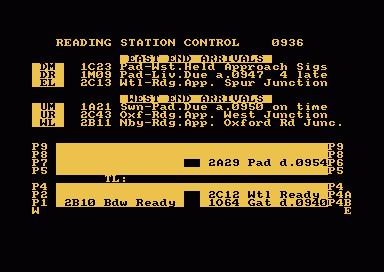 READING STATION CONTROL 0936
EAST END ARRIVALS
DM 1C23 Pad-Wst.Held Approach Sigs
DR 1M09 Pad-Liv.Due a.0947 4 late
EL 2C13 Wtl-Rdg.App. Spur Junction
WEST END ARRIVALS
UM 1A21 Swn-Pad.Due a.0950 on time
UR 2C43 Oxf-Rdg.App. West Junction
WL 2B11 Nby-Rdg.App. Oxford Rd Junc.
P9 P9
P8 P8
P7 2A29 Pad d.0954 P6
P5 P5
TL:
P4 P4
P2 2C12 Wtl Ready P4A
P1 2B10 Bdw Ready 1O64 Gat d.0940 P4B
W E